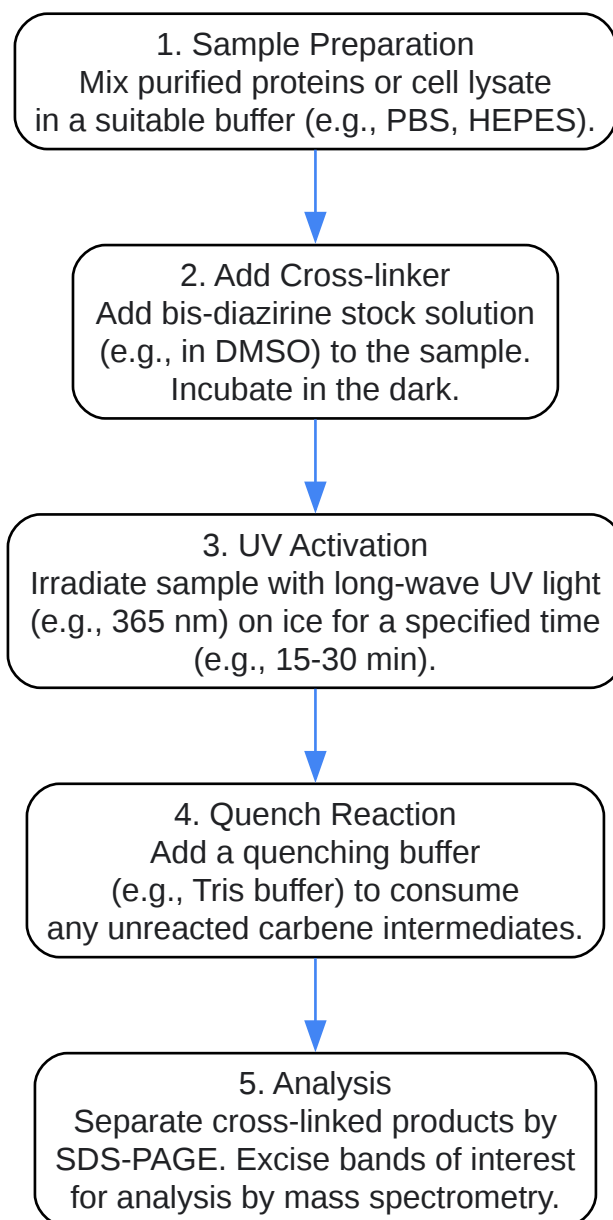 1. Sample Preparation
Mix purified proteins or cell lysate
in a suitable buffer (e.g., PBS, HEPES).
2. Add Cross-linker
Add bis-diazirine stock solution
(e.g., in DMSO) to the sample.
Incubate in the dark.
3. UV Activation
Irradiate sample with long-wave UV light
(e.g., 365 nm) on ice for a specified time
(e.g., 15-30 min).
4. Quench Reaction
Add a quenching buffer
(e.g., Tris buffer) to consume
any unreacted carbene intermediates.
5. Analysis
Separate cross-linked products by
SDS-PAGE. Excise bands of interest
for analysis by mass spectrometry.